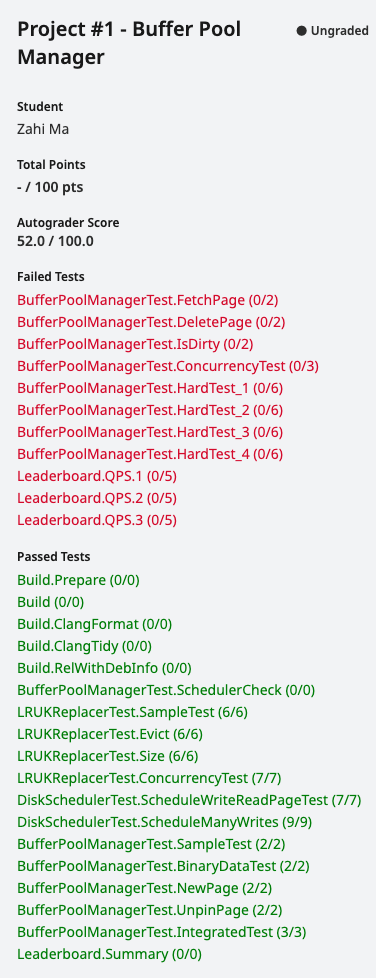 Project #1 - Buffer Pool
Manager
Ungraded
Student
Zahi Ma
Total Points
- / 100 pts
Autograder Score
52.0 / 100.0
Failed Tests
BufferPoolManagerTest.FetchPage (0/2)
BufferPoolManagerTest.DeletePage (0/2)
BufferPoolManagerTest.IsDirty (0/2)
BufferPoolManagerTest.ConcurrencyTest (0/3)
BufferPoolManagerTest.HardTest_1 (0/6)
BufferPoolManagerTest.HardTest_2 (0/6)
BufferPoolManagerTest.HardTest_3 (0/6)
BufferPoolManagerTest.HardTest_4 (0/6)
Leaderboard.QPS.1 (0/5)
Leaderboard.QPS.2 (0/5)
Leaderboard.QPS.3 (0/5)
Passed Tests
Build.Prepare (0/0)
Build (0/0)
Build.ClangFormat (0/0)
Build.ClangTidy (0/0)
Build.RelWithDebInfo (0/0)
BufferPoolManagerTest.SchedulerCheck (0/0)
LRUKReplacerTest.SampleTest (6/6)
LRUKReplacerTest.Evict (6/6)
LRUKReplacerTest.Size (6/6)
LRUKReplacerTest.ConcurrencyTest (7/7)
DiskSchedulerTest.ScheduleWriteReadPageTest (7/7)
DiskSchedulerTest.ScheduleManyWrites (9/9)
BufferPoolManagerTest.SampleTest (2/2)
BufferPoolManagerTest.BinaryDataTest (2/2)
BufferPoolManagerTest.NewPage (2/2)
BufferPoolManagerTest.UnpinPage (2/2)
BufferPoolManagerTest.IntegratedTest (3/3)
Leaderboard.Summary (0/0)